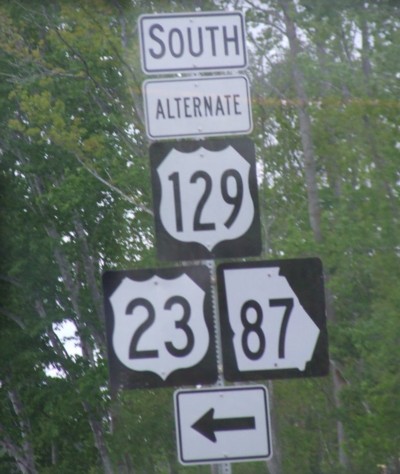 SOUTH
ALTERNATE
129
23 87